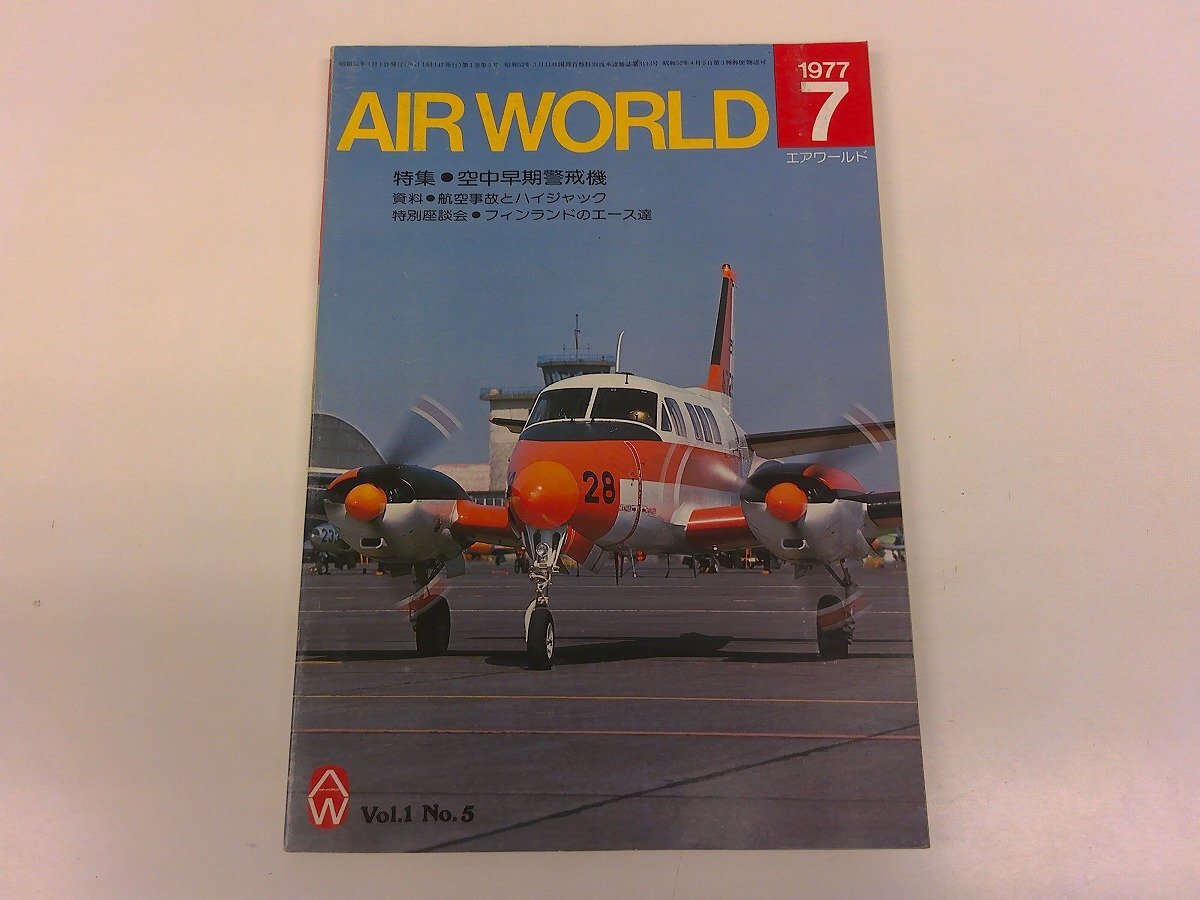 1977
7
AIR WORLD
エアワールド
特集●空中早期警戒機
資料●航空事故とハイジャック
特別座談会●フィンランドのエース達
28
AW
Vol.1 No.5